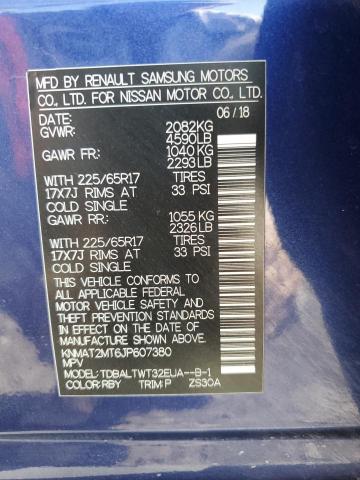 MFD BY RENAULT SAMSUNG MOTORS
CO., LTD. FOR NISSAN MOTOR CO., LTD.
DATE: 06 / 18
GVWR: 2082KG
4590LB
GAWR FR: 1040 KG
2293LB
WITH 225/65R17 TIRES
17X7J RIMS AT 33 PSI
COLD SINGLE
GAWR RR: 1055 KG
2326LB
WITH 225/65R17 TIRES
17X7J RIMS AT 33 PSI
COLD SINGLE
THIS VEHICLE CONFORMS TO
ALL APPLICABLE FEDERAL
MOTOR VEHICLE SAFETY AND
THEFT PREVENTION STANDARDS
IN EFFECT ON THE DATE OF
MANUFACTURE SHOWN ABOVE.
KNMAT2MT6JP607380
MPV
MODEL:TDBALTWT32EUA--B-1
COLOR:RBY TRIM:P ZS30A